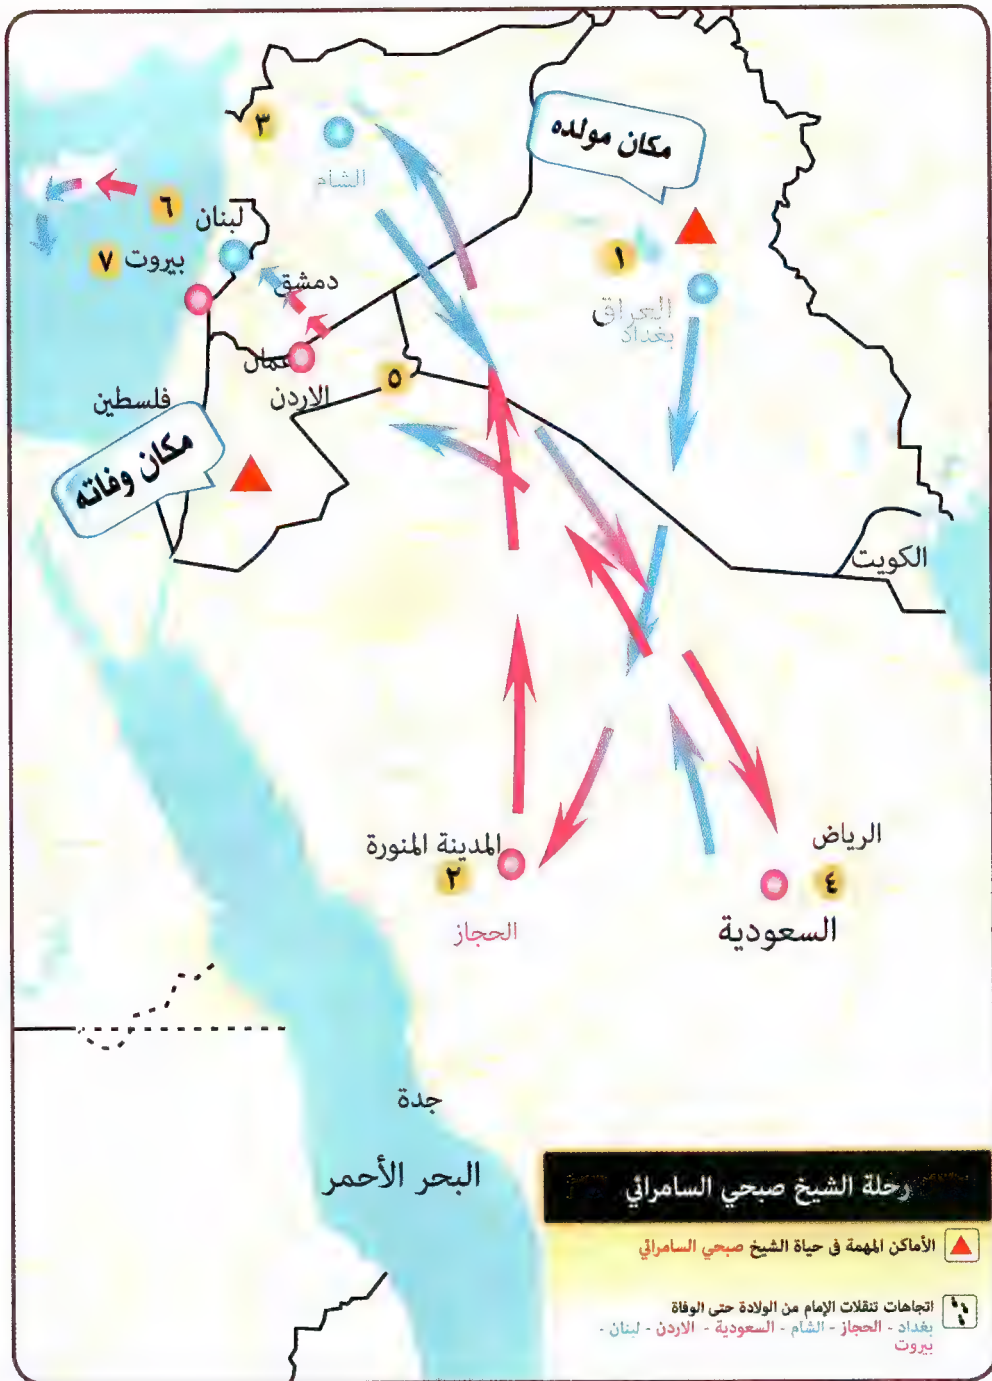 مكان مولده
٣
الشام
٦
لبنان
١
٧
بيروت
دمشق
العراق
بغداد
عمان
٥
فلسطين
الاردن
مكان وفاته
الكويت
الرياض
المدينة المنورة
٢
٤
الحجاز
السعودية
جدة
البحر الأحمر
رحلة الشيخ صبحي السامرائي
الأماكن المهمة فى حياة الشيخ صبحي السامرائي
اتجاهات تنقلات الإمام من الولادة حتى الوفاة
بغداد - الحجاز - الشام - السعودية - الاردن - لبنان -
بيروت